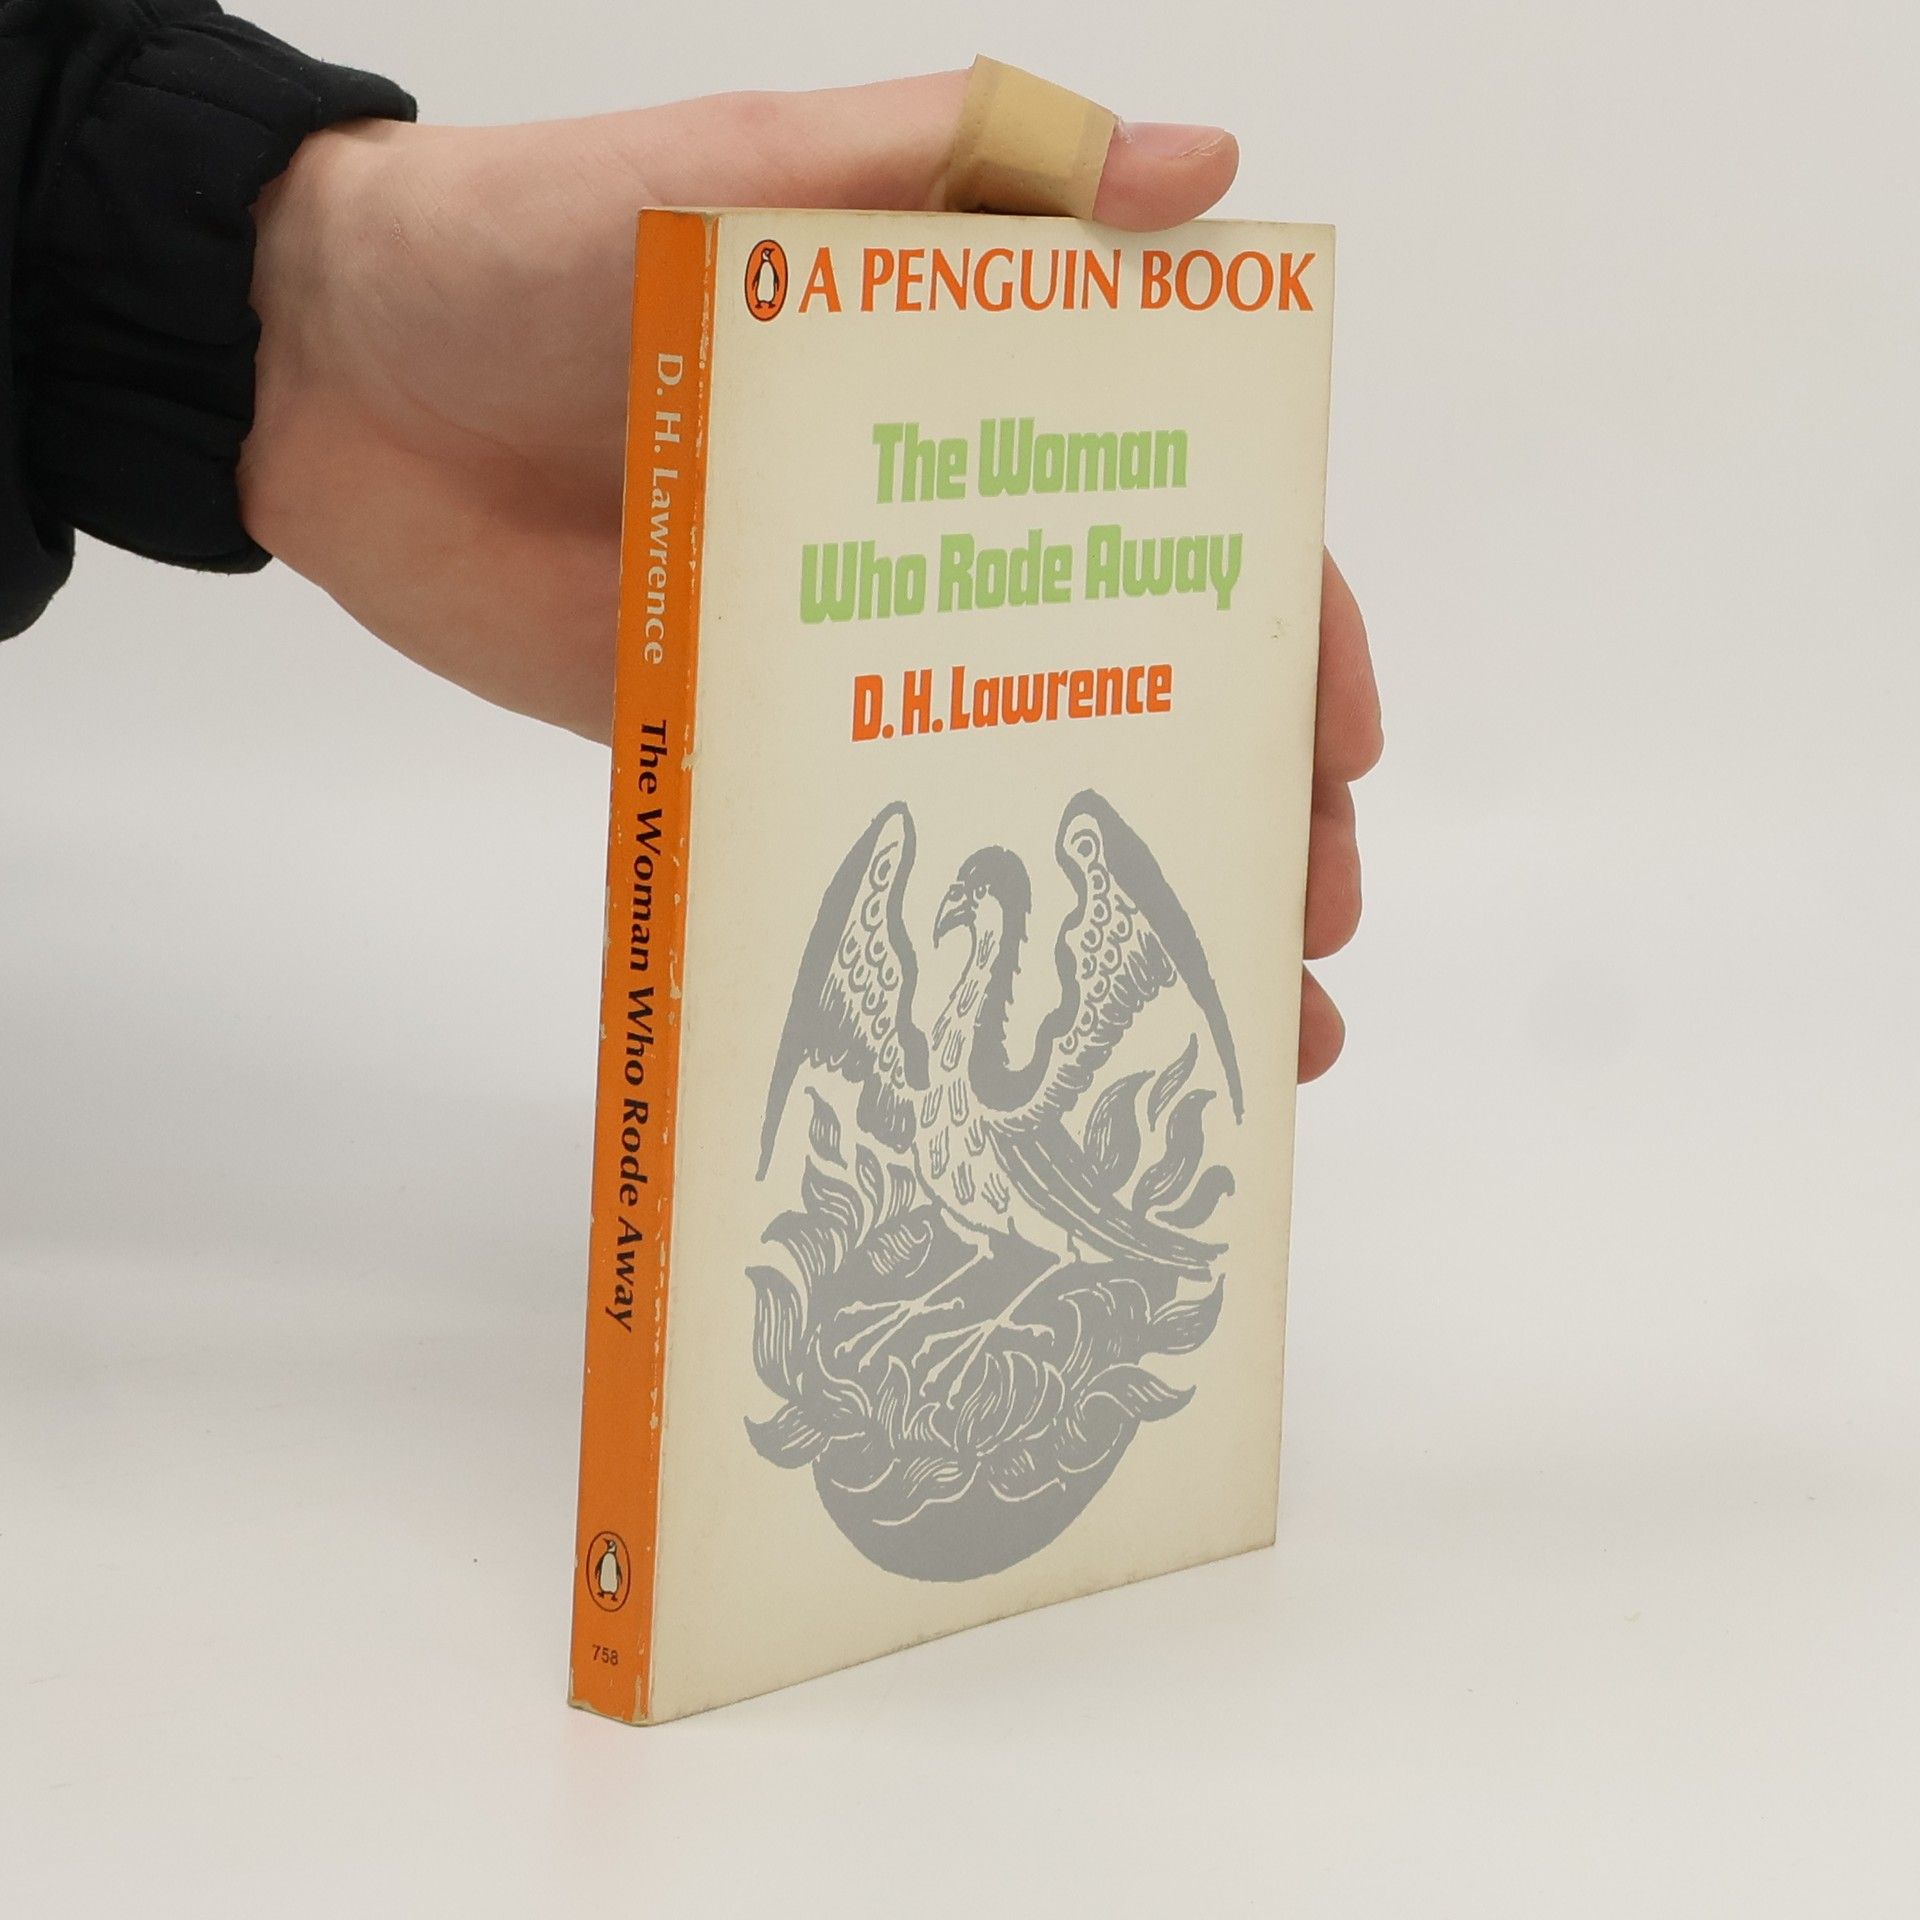 A PENGUIN BOOK
The Woman
Who Rode Away
D. H. Lawrence
D. H. Lawrence The Woman Who Rode Away
758